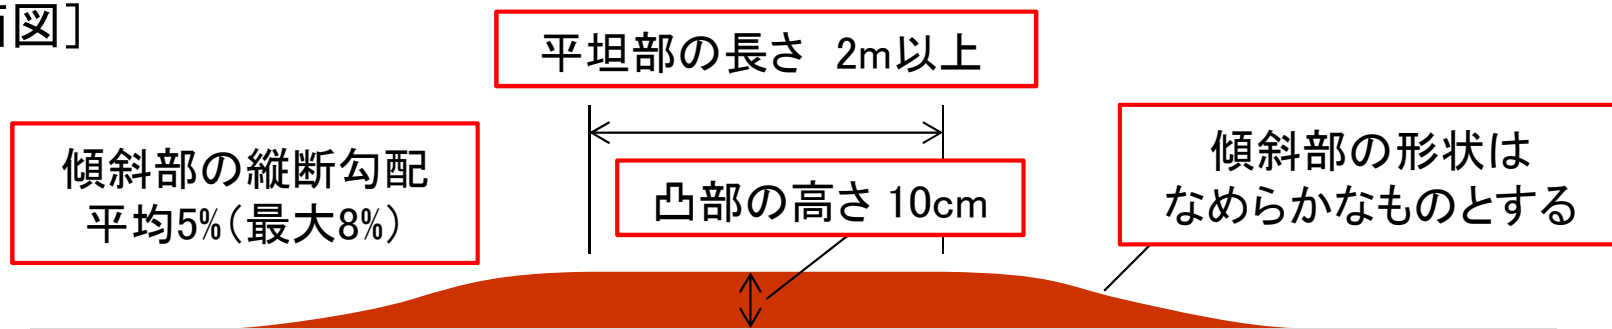 図］
平坦部の長さ 2m以上
傾斜部の縦断勾配
平均5%（最大8%）
凸部の高さ 10cm
傾斜部の形状は
なめらかなものとする